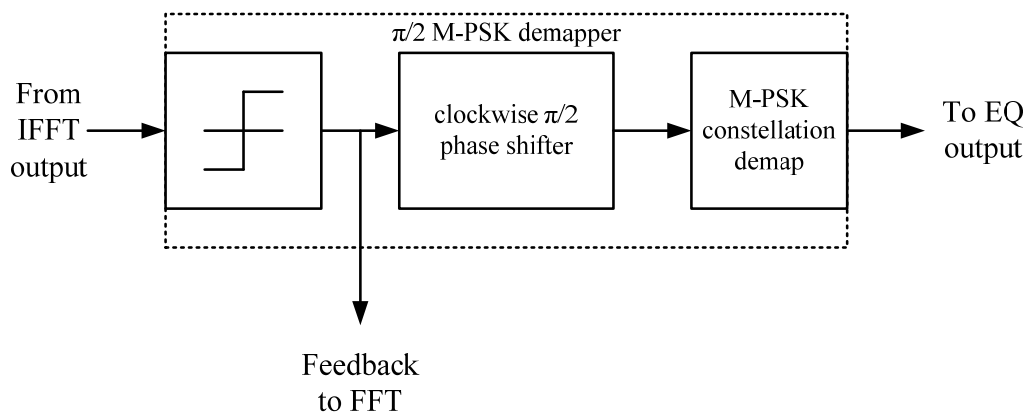 π/2 M-PSK demapper
From
IFFT
output
clockwise π/2
phase shifter
M-PSK
constellation
demap
To EQ
output
Feedback
to FFT